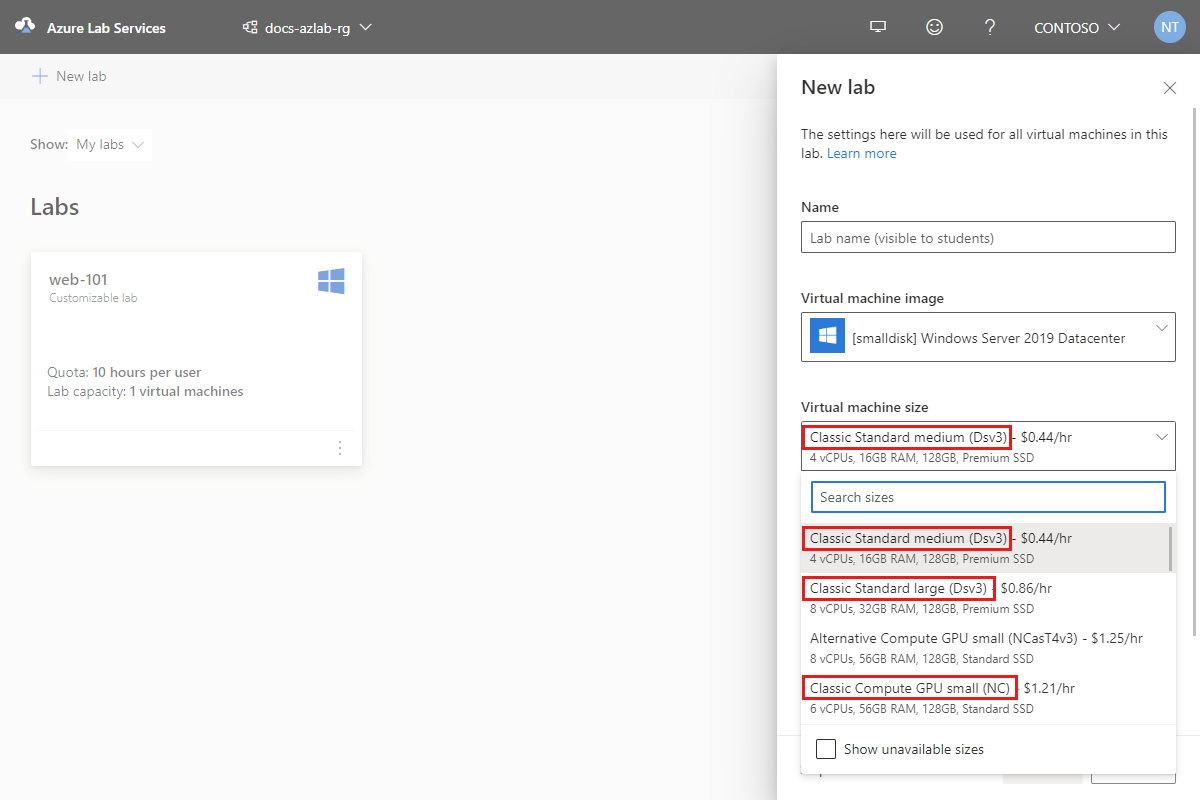 Azure Lab Services
docs-azlab-rg
?
CONTOSO
NT
New lab
Show: My labs
Labs
web-101
Customizable lab
Quota: 10 hours per user
Lab capacity: 1 virtual machines
New lab
The settings here will be used for all virtual machines in this
lab. Learn more
Name
Lab name (visible to students)
Virtual machine image
[smalldisk] Windows Server 2019 Datacenter
Virtual machine size
Classic Standard medium (Dsv3) - $0.44/hr
4 vCPUs, 16GB RAM, 128GB, Premium SSD
Search sizes
Classic Standard medium (Dsv3) - $0.44/hr
4 vCPUs, 16GB RAM, 128GB, Premium SSD
Classic Standard large (Dsv3) - $0.86/hr
8 vCPUs, 32GB RAM, 128GB, Premium SSD
Alternative Compute GPU small (NCasT4v3) - $1.25/hr
8 vCPUs, 56GB RAM, 128GB, Standard SSD
Classic Compute GPU small (NC) - $1.21/hr
6 vCPUs, 56GB RAM, 128GB, Standard SSD
Show unavailable sizes